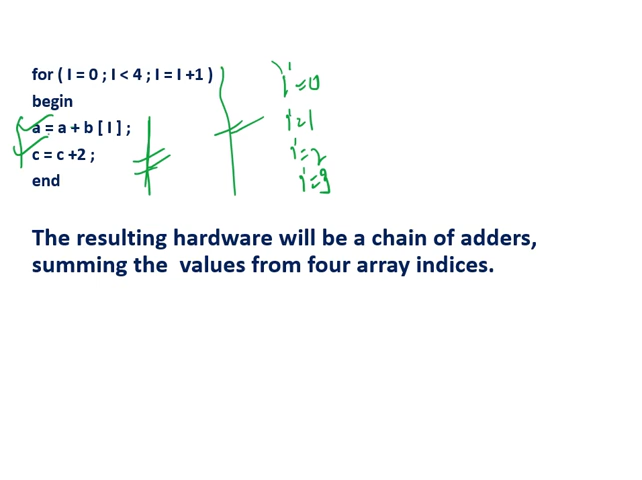 for ( I = 0 ; I < 4 ; I = I +1 )
i=0
begin
i=1
a = a + b [ I ] ;
c = c +2 ;
i=2
end
i=3
The resulting hardware will be a chain of adders,
summing the values from four array indices.